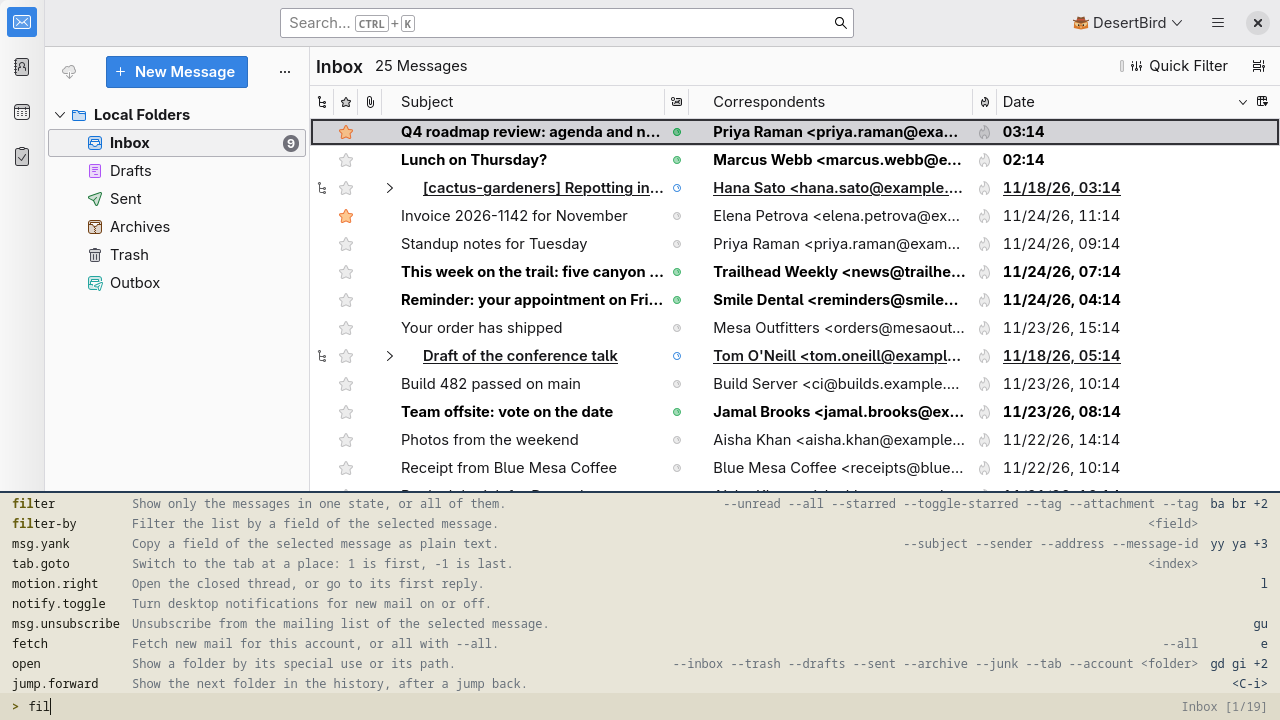 Search... CTRL + K
DesertBird
New Message
Inbox 25 Messages
Quick Filter
Local Folders
Inbox 9
Drafts
Sent
Archives
Trash
Outbox
Subject Correspondents Date
Q4 roadmap review: agenda and n... Priya Raman <priya.raman@exa... 03:14
Lunch on Thursday? Marcus Webb <marcus.webb@e... 02:14
[cactus-gardeners] Repotting in... Hana Sato <hana.sato@example.... 11/18/26, 03:14
Invoice 2026-1142 for November Elena Petrova <elena.petrova@ex... 11/24/26, 11:14
Standup notes for Tuesday Priya Raman <priya.raman@exam... 11/24/26, 09:14
This week on the trail: five canyon ... Trailhead Weekly <news@trailhe... 11/24/26, 07:14
Reminder: your appointment on Fri... Smile Dental <reminders@smile... 11/24/26, 04:14
Your order has shipped Mesa Outfitters <orders@mesaout... 11/23/26, 15:14
Draft of the conference talk Tom O'Neill <tom.oneill@exampl... 11/18/26, 05:14
Build 482 passed on main Build Server <ci@builds.example.... 11/23/26, 10:14
Team offsite: vote on the date Jamal Brooks <jamal.brooks@ex... 11/23/26, 08:14
Photos from the weekend Aisha Khan <aisha.khan@example... 11/22/26, 14:14
Receipt from Blue Mesa Coffee Blue Mesa Coffee <receipts@blue... 11/22/26, 10:14
filter Show only the messages in one state, or all of them. --unread --all --starred --toggle-starred --tag --attachment --tag ba br +2
filter-by Filter the list by a field of the selected message. <field>
msg.yank Copy a field of the selected message as plain text. --subject --sender --address --message-id yy ya +3
tab.goto Switch to the tab at a place: 1 is first, -1 is last. <index>
motion.right Open the closed thread, or go to its first reply. l
notify.toggle Turn desktop notifications for new mail on or off.
msg.unsubscribe Unsubscribe from the mailing list of the selected message. gu
fetch Fetch new mail for this account, or all with --all. --all e
open Show a folder by its special use or its path. --inbox --trash --drafts --sent --archive --junk --tab --account <folder> gd gi +2
jump.forward Show the next folder in the history, after a jump back. <C-i>
> fil Inbox [1/19]